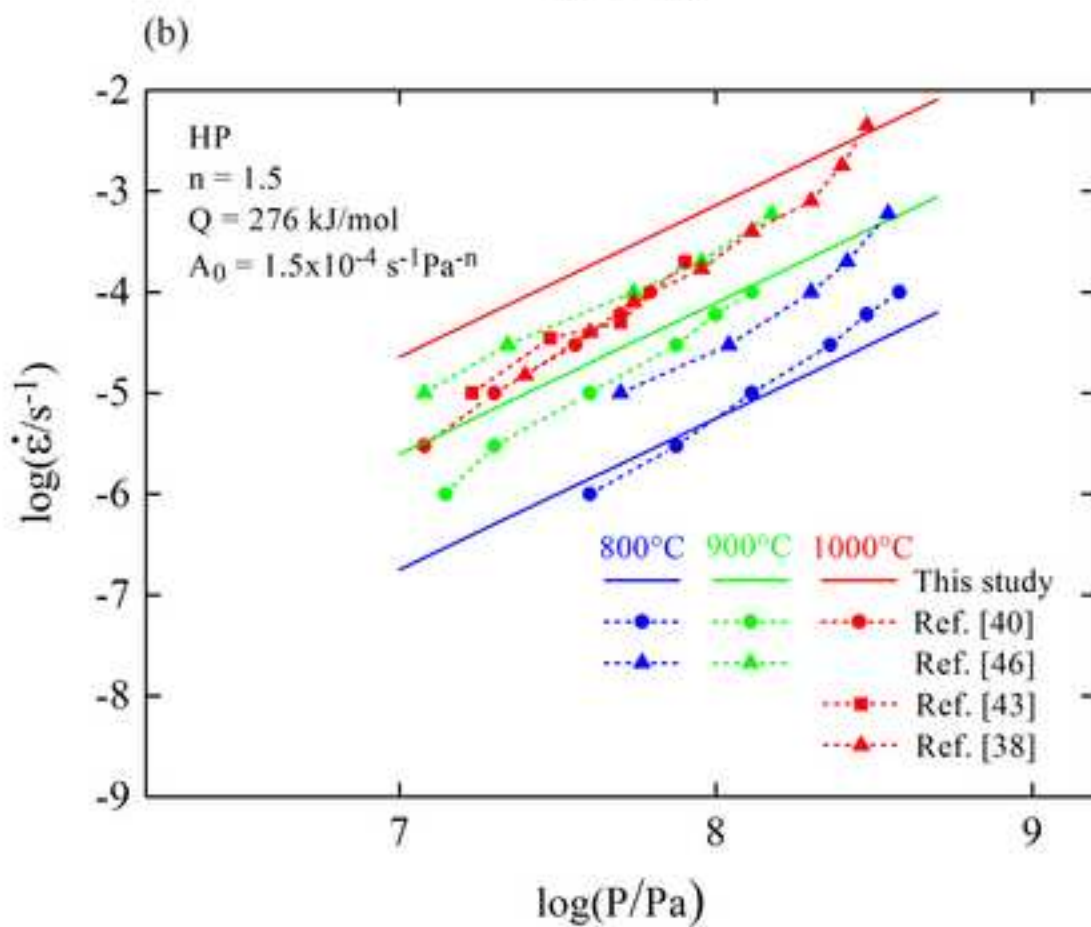 (b)
-2
HP
n = 1.5
-3
Q = 276 kJ/mol
A₀ = 1.5x10⁻⁴ s⁻¹Pa⁻ⁿ
-4
log(ε̇/s⁻¹)
-5
-6
800°C 900°C 1000°C
This study
-7
Ref. [40]
Ref. [46]
-8
Ref. [43]
Ref. [38]
-9
7 8 9
log(P/Pa)